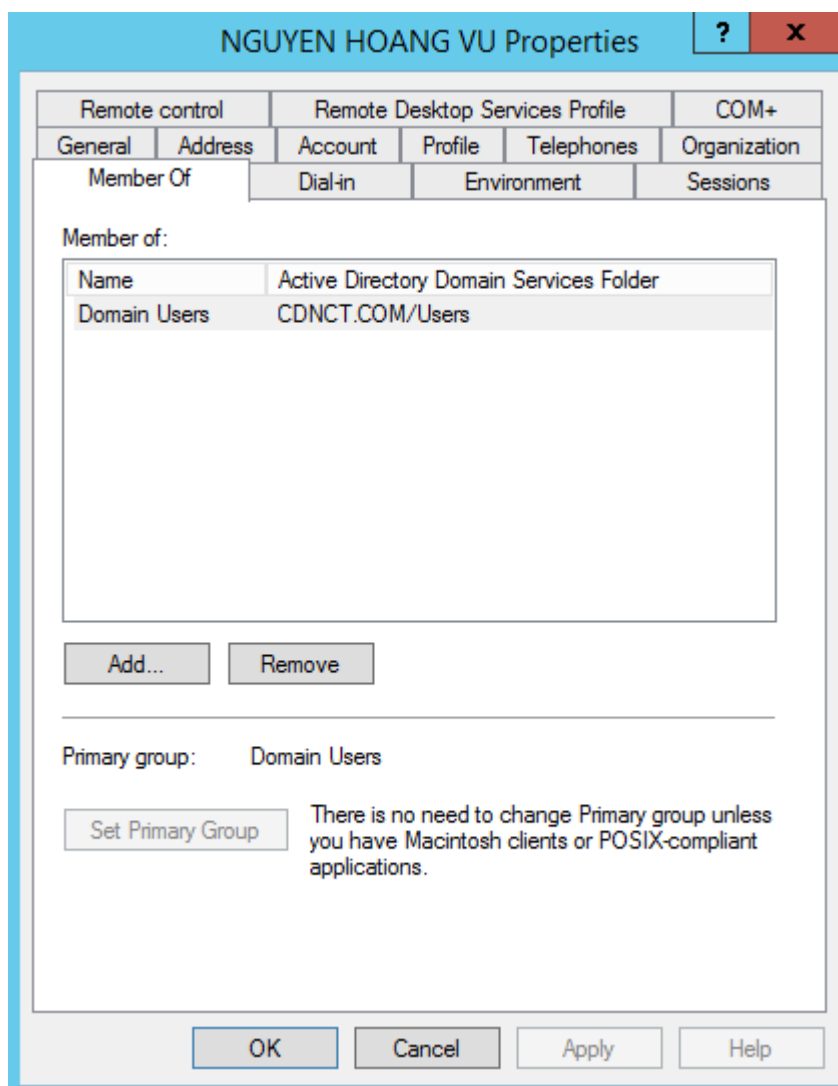 NGUYEN HOANG VU Properties ? x
Remote control Remote Desktop Services Profile COM+
General Address Account Profile Telephones Organization
Member Of Dial-in Environment Sessions
Member of:
Name Active Directory Domain Services Folder
Domain Users CDNCT.COM/Users
Add... Remove
Primary group: Domain Users
Set Primary Group
There is no need to change Primary group unless
you have Macintosh clients or POSIX-compliant
applications.
OK Cancel Apply Help